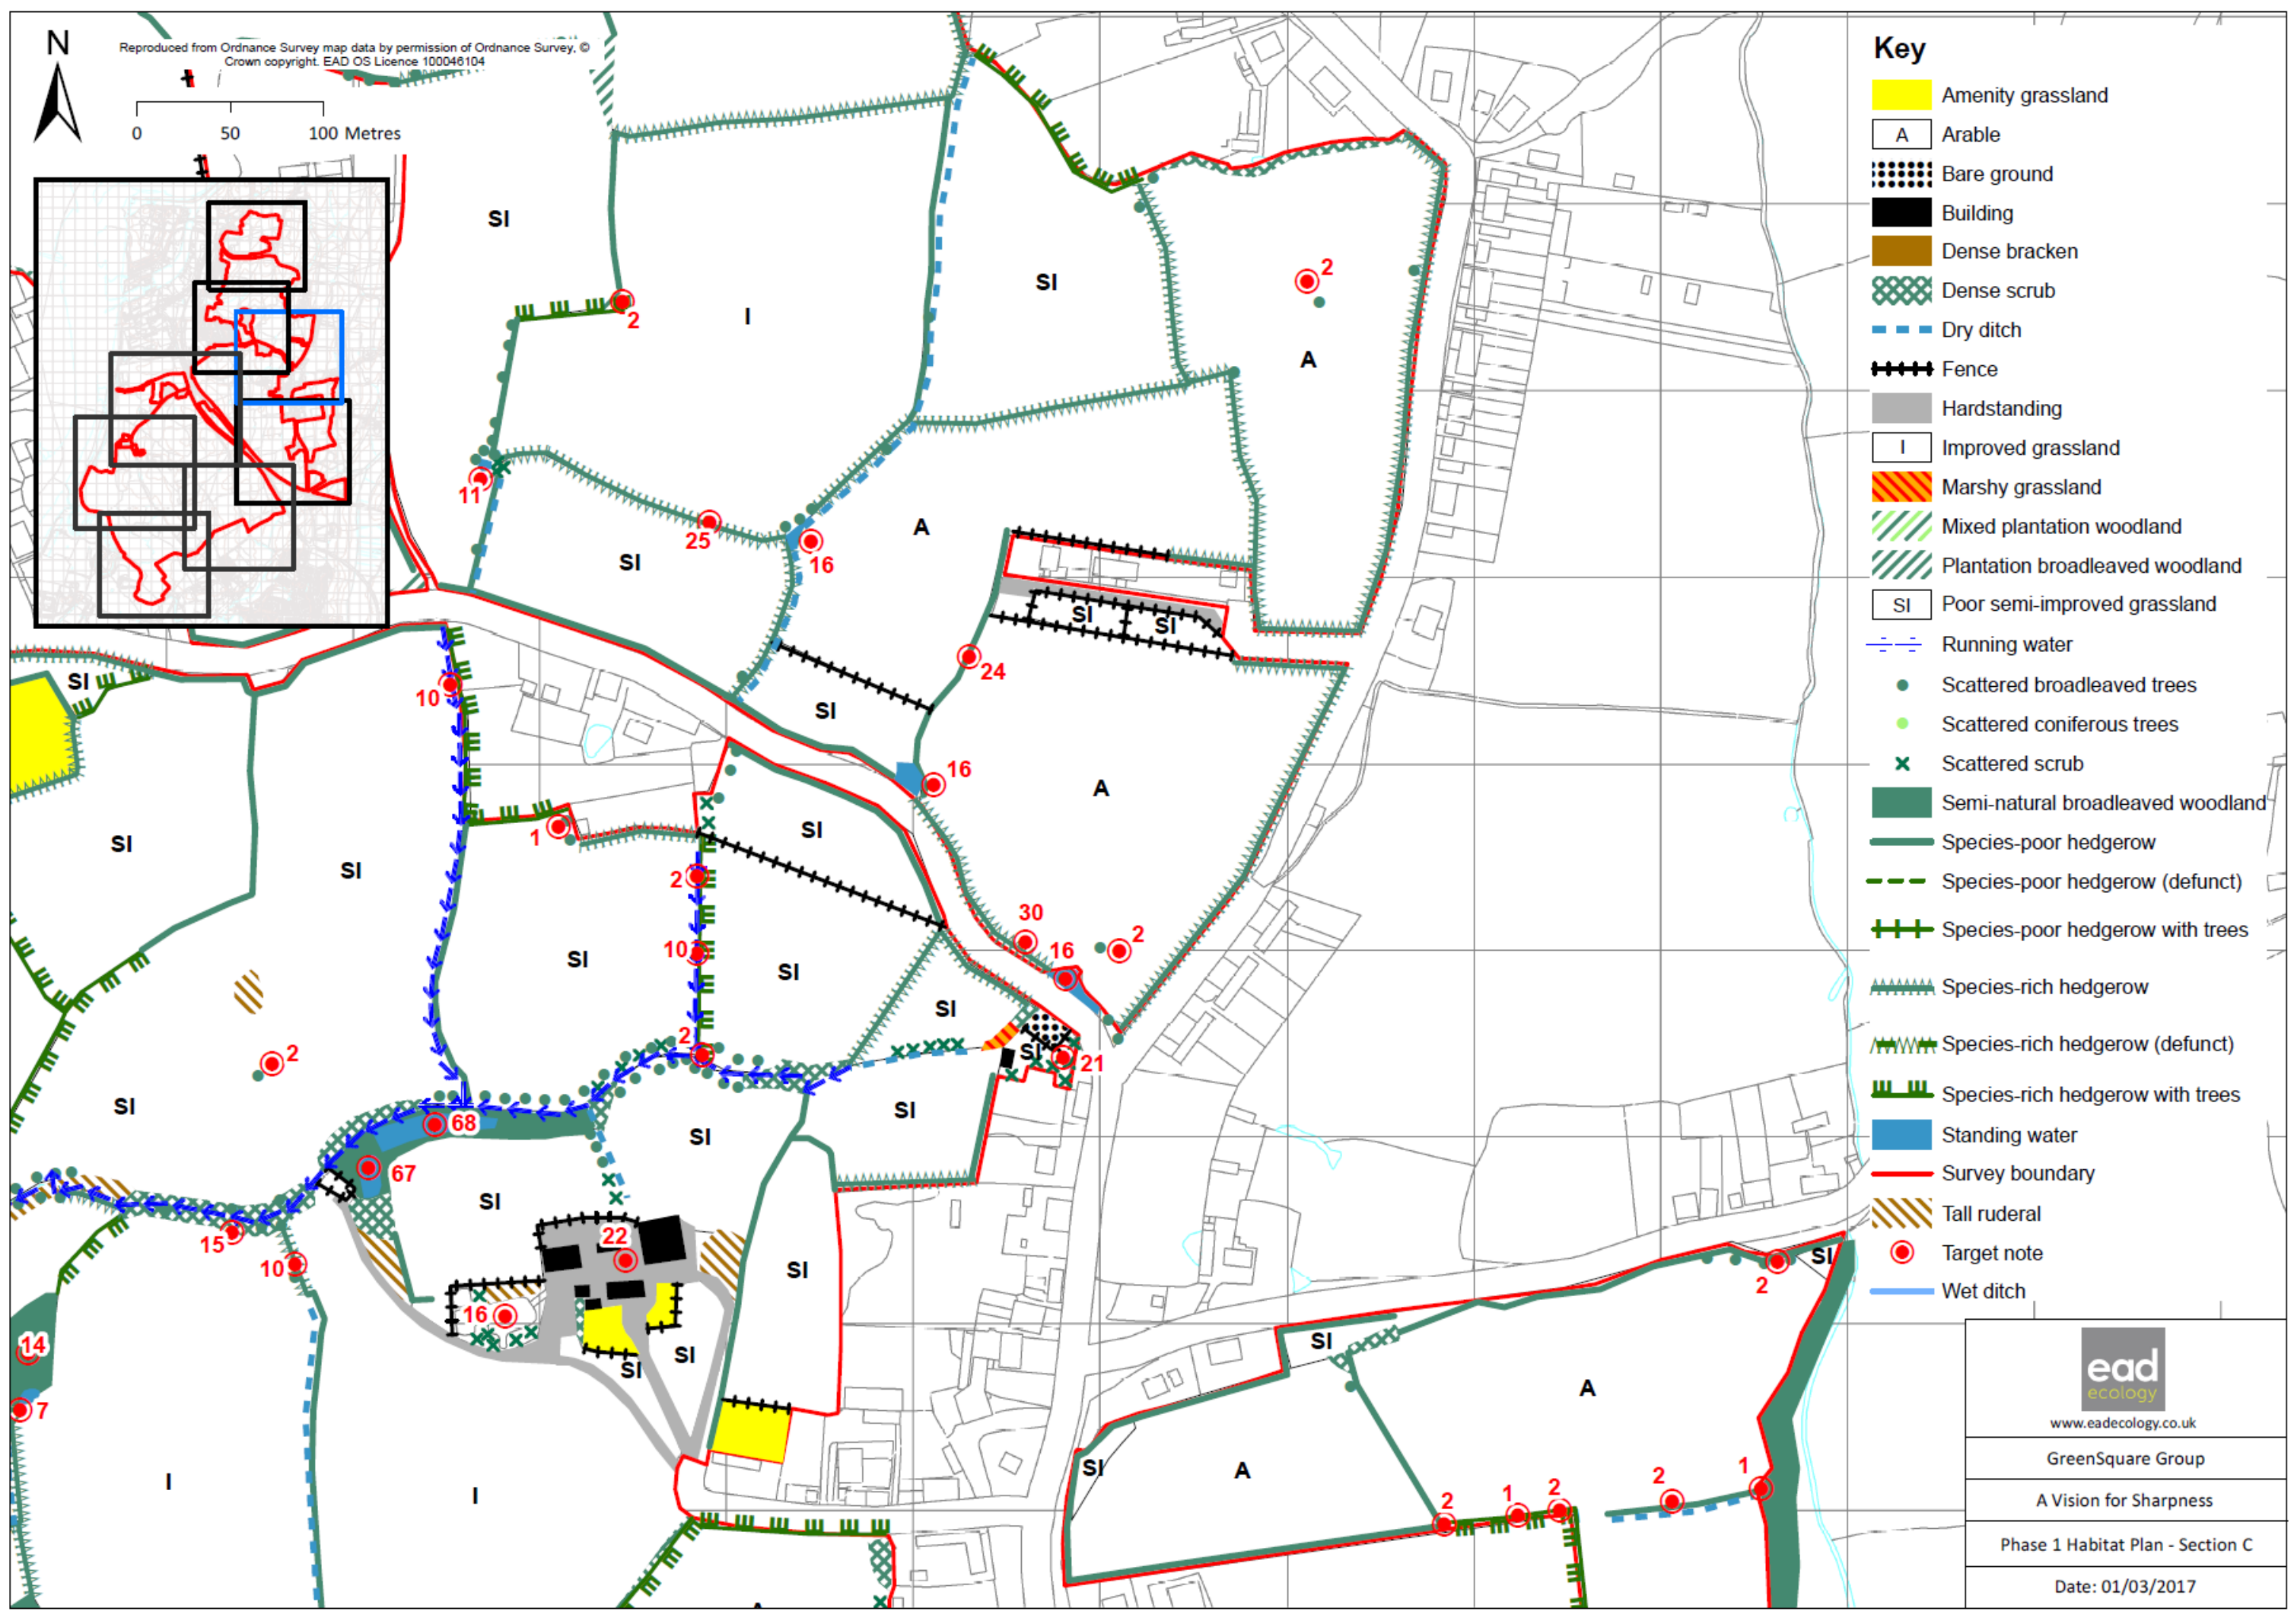 N
Reproduced from Ordnance Survey map data by permission of Ordnance Survey, ©
Crown copyright. EAD OS Licence 100046104
0 50 100 Metres
SI
I
SI
2
2
A
11
25
16
A
SI
SI
SI
24
SI
10
SI
16
A
SI
SI
SI
1
2
SI
SI
10
SI
30
16
2
SI
SI
21
2
2
SI
68
SI
SI
67
SI
15
10
22
SI
16
SI
SI
14
7
I
I
2
SI
SI
A
SI
A
2
1
2
2
1
A
Key
Amenity grassland
A Arable
Bare ground
Building
Dense bracken
Dense scrub
Dry ditch
Fence
Hardstanding
I Improved grassland
Marshy grassland
Mixed plantation woodland
Plantation broadleaved woodland
SI Poor semi-improved grassland
Running water
Scattered broadleaved trees
Scattered coniferous trees
Scattered scrub
Semi-natural broadleaved woodland
Species-poor hedgerow
Species-poor hedgerow (defunct)
Species-poor hedgerow with trees
Species-rich hedgerow
Species-rich hedgerow (defunct)
Species-rich hedgerow with trees
Standing water
Survey boundary
Tall ruderal
Target note
Wet ditch
ead
ecology
www.eadecology.co.uk
GreenSquare Group
A Vision for Sharpness
Phase 1 Habitat Plan - Section C
Date: 01/03/2017